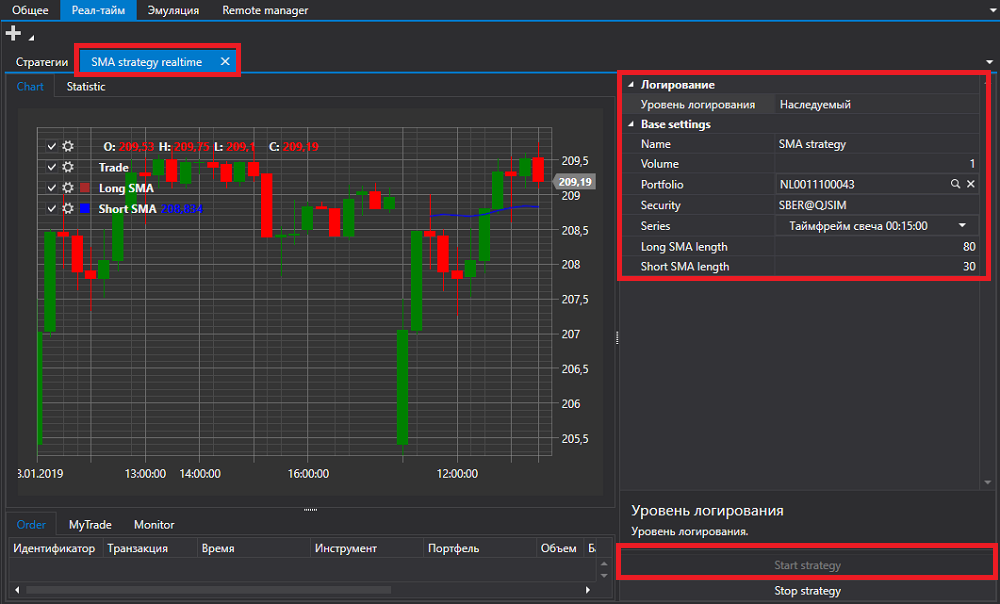 Общее Реал-тайм Эмуляция Remote manager
Стратегии SMA strategy realtime
Chart Statistic
O: 209,53 H: 209,75 L: 209,1 C: 209,19
Trade
Long SMA
Short SMA 208,834
209,5
209,19
209
208,5
208
207,5
207
206,5
206
205,5
3.01.2019 13:00:00 14:00:00 16:00:00 12:00:00
Логирование
Уровень логирования Наследуемый
Base settings
Name SMA strategy
Volume 1
Portfolio NL0011100043
Security SBER@QJSIM
Series Таймфрейм свеча 00:15:00
Long SMA length 80
Short SMA length 30
Order MyTrade Monitor
Идентификатор Транзакция Время Инструмент Портфель Объем Б
Уровень логирования
Уровень логирования.
Start strategy
Stop strategy